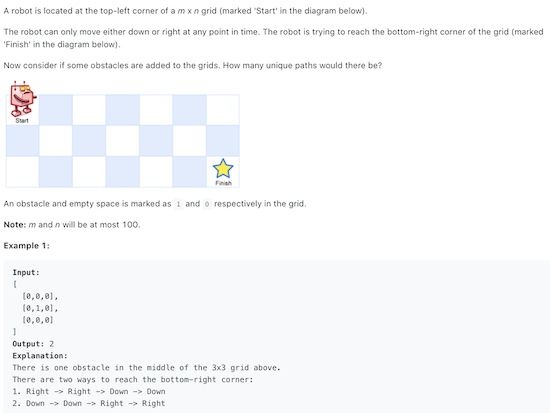 A robot is located at the top-left corner of a m x n grid (marked 'Start' in the diagram below).
The robot can only move either down or right at any point in time. The robot is trying to reach the bottom-right corner of the grid (marked
'Finish' in the diagram below).
Now consider if some obstacles are added to the grids. How many unique paths would there be?
Start
Finish
An obstacle and empty space is marked as 1 and 0 respectively in the grid.
Note: m and n will be at most 100.
Example 1:
Input:
[
[0,0,0],
[0,1,0],
[0,0,0]
]
Output: 2
Explanation:
There is one obstacle in the middle of the 3x3 grid above.
There are two ways to reach the bottom-right corner:
1. Right -> Right -> Down -> Down
2. Down -> Down -> Right -> Right